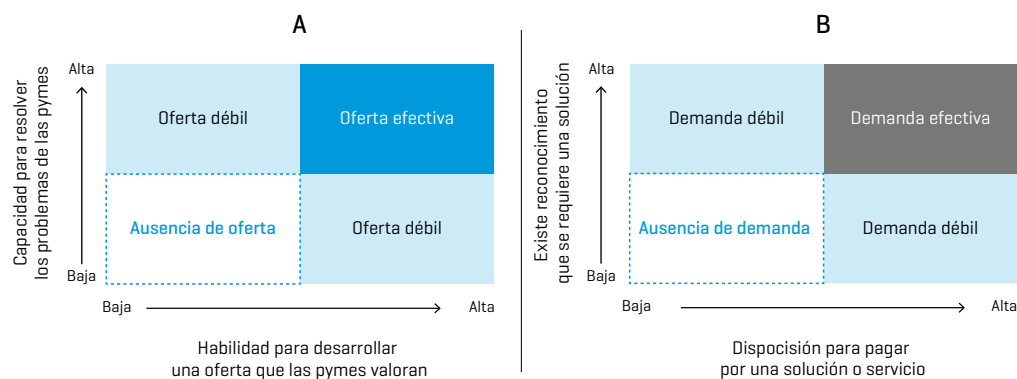 A
Capacidad para resolver
los problemas de las pymes
Alta
Baja
Oferta débil
Oferta efectiva
Ausencia de oferta
Oferta débil
Baja
Alta
Habilidad para desarrollar
una oferta que las pymes valoran
B
Existe reconocimiento
que se requiere una solución
Alta
Baja
Demanda débil
Demanda efectiva
Ausencia de demanda
Demanda débil
Baja
Alta
Dispocisión para pagar
por una solución o servicio